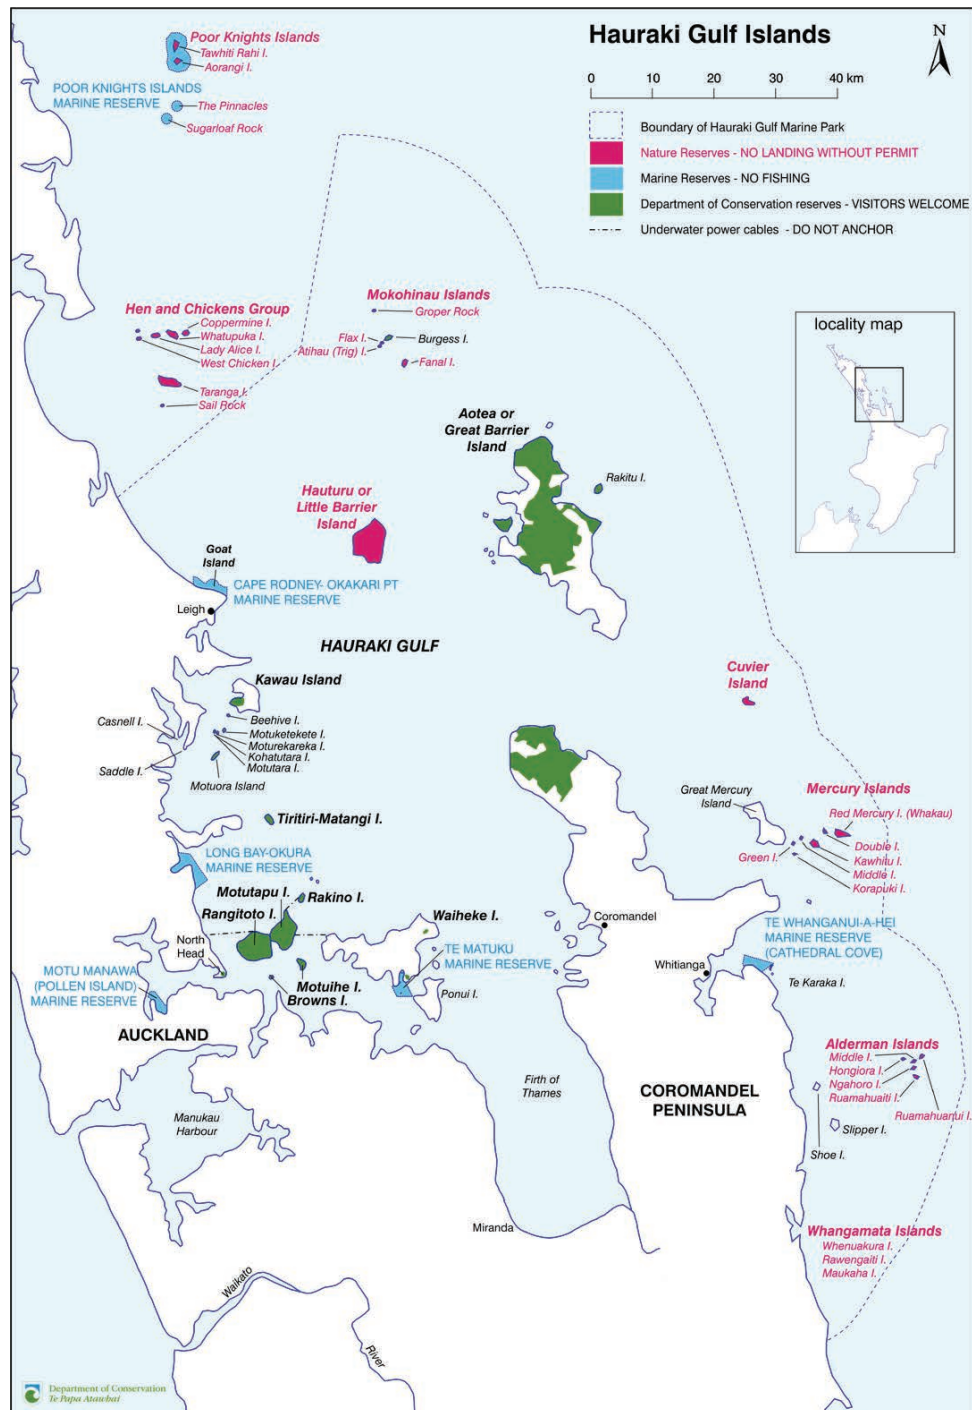 Hauraki Gulf Islands
N
0 10 20 30 40 km
Boundary of Hauraki Gulf Marine Park
Nature Reserves - NO LANDING WITHOUT PERMIT
Marine Reserves - NO FISHING
Department of Conservation reserves - VISITORS WELCOME
Underwater power cables - DO NOT ANCHOR
Poor Knights Islands
Tawhiti Rahi I.
Aorangi I.
POOR KNIGHTS ISLANDS
MARINE RESERVE
The Pinnacles
Sugarloaf Rock
Hen and Chickens Group
Coppermine I.
Whatupuka I.
Lady Alice I.
West Chicken I.
Taranga I.
Sail Rock
Mokohinau Islands
Groper Rock
Flax I.
Burgess I.
Atihau (Trig) I.
Fanal I.
locality map
Aotea or
Great Barrier
Island
Rakitu I.
Hauturu or
Little Barrier
Island
Goat
Island
CAPE RODNEY- OKAKARI PT
MARINE RESERVE
Leigh
HAURAKI GULF
Kawau Island
Cuvier
Island
Casnell I.
Beehive I.
Motuketekete I.
Moturekareka I.
Kohatutara I.
Motutara I.
Saddle I.
Motuora Island
Tiritiri-Matangi I.
Great Mercury
Island
Mercury Islands
Red Mercury I. (Whakau)
Double I.
Green I.
Kawhitu I.
Middle I.
Korapuki I.
LONG BAY-OKURA
MARINE RESERVE
Motutapu I.
Rakino I.
Rangitoto I.
Waiheke I.
North
Head
TE MATUKU
MARINE RESERVE
Coromandel
TE WHANGANUI-A-HEI
MARINE RESERVE
(CATHEDRAL COVE)
Whitianga
Te Karaka I.
MOTU MANAWA
(POLLEN ISLAND)
MARINE RESERVE
Motuihe I.
Browns I.
Ponui I.
AUCKLAND
Alderman Islands
Middle I.
Hongiora I.
Ngahoro I.
Ruamahuaiti I.
Ruamahuanui I.
Firth of
Thames
COROMANDEL
PENINSULA
Manukau
Harbour
Slipper I.
Shoe I.
Miranda
Whangamata Islands
Whenuakura I.
Rawengaiti I.
Maukaha I.
Waikato
River
Department of Conservation
Te Papa Atawhai